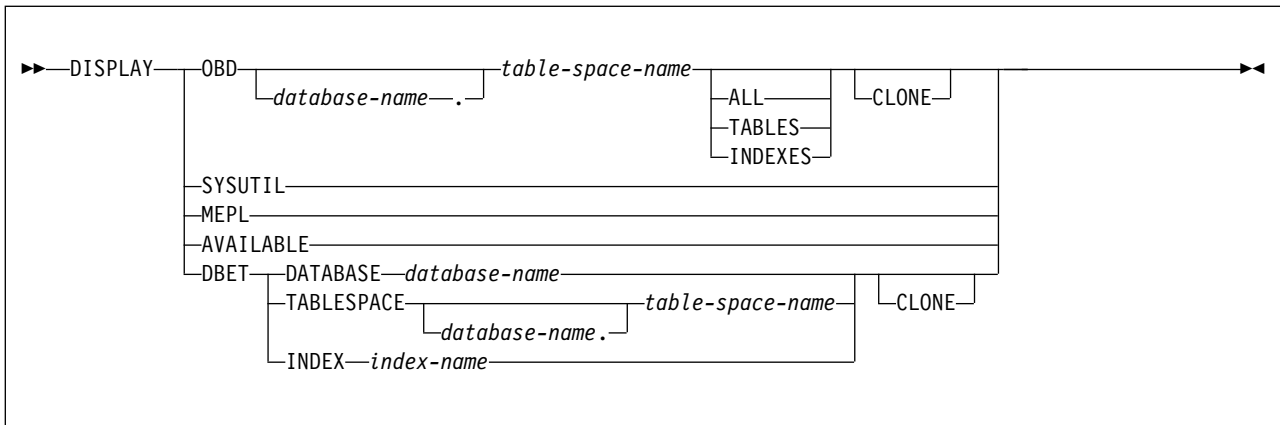 DISPLAY OBD database-name . table-space-name ALL TABLES INDEXES CLONE
SYSUTIL
MEPL
AVAILABLE
DBET DATABASE database-name CLONE
TABLESPACE database-name. table-space-name
INDEX index-name